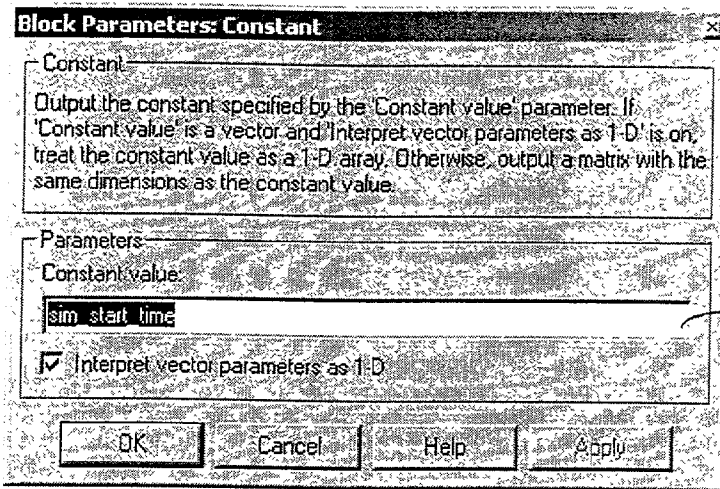 Block Parameters: Constant
Constant
Output the constant specified by the 'Constant value' parameter. If
'Constant value' is a vector and 'Interpret vector parameters as 1-D' is on,
treat the constant value as a 1-D array. Otherwise, output a matrix with the
same dimensions as the constant value.
Parameters
Constant value:
sim_start_time
Interpret vector parameters as 1-D
OK Cancel Help Apply